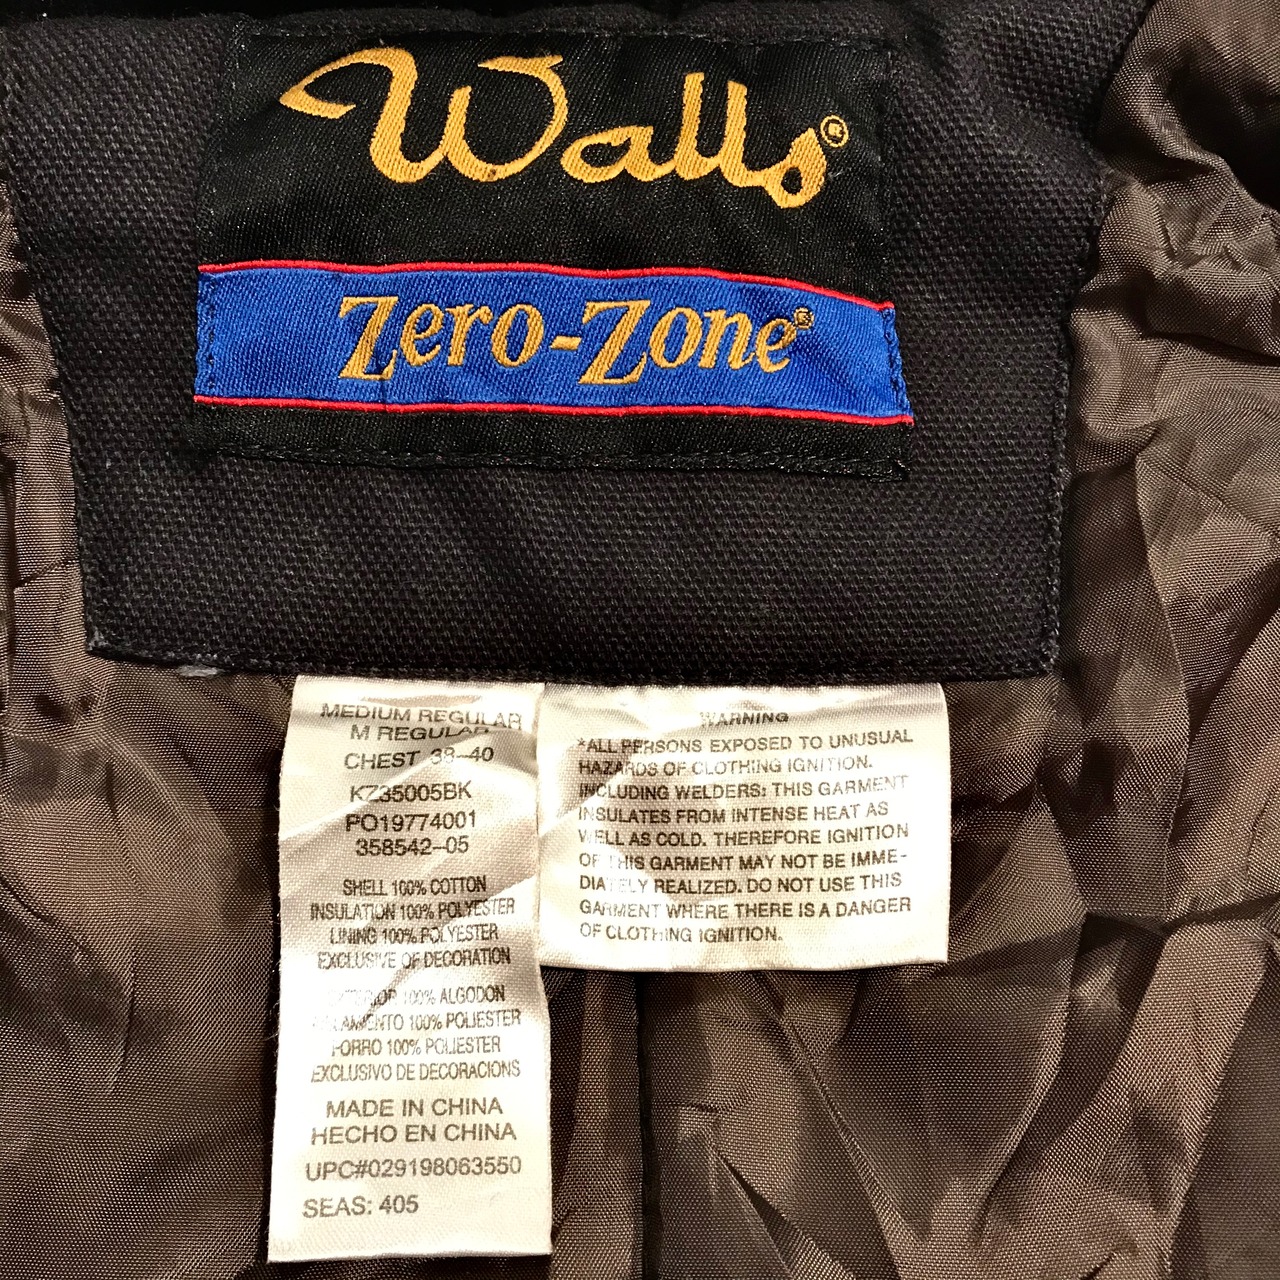 Walls®
Zero-Zone®
MEDIUM REGULAR
M REGULAR
CHEST 38-40
KZ35005BK
PO19774001
358542-05
SHELL 100% COTTON
INSULATION 100% POLYESTER
LINING 100% POLYESTER
EXCLUSIVE OF DECORATION
100% ALGODON
100% POLIESTER
FORRO 100% POLIESTER
EXCLUSIVO DE DECORACIONS
MADE IN CHINA
HECHO EN CHINA
UPC#029198063550
SEAS: 405
WARNING
*ALL PERSONS EXPOSED TO UNUSUAL
HAZARDS OF CLOTHING IGNITION.
INCLUDING WELDERS: THIS GARMENT
INSULATES FROM INTENSE HEAT AS
WELL AS COLD. THEREFORE IGNITION
OF THIS GARMENT MAY NOT BE IMME-
DIATELY REALIZED. DO NOT USE THIS
GARMENT WHERE THERE IS A DANGER
OF CLOTHING IGNITION.